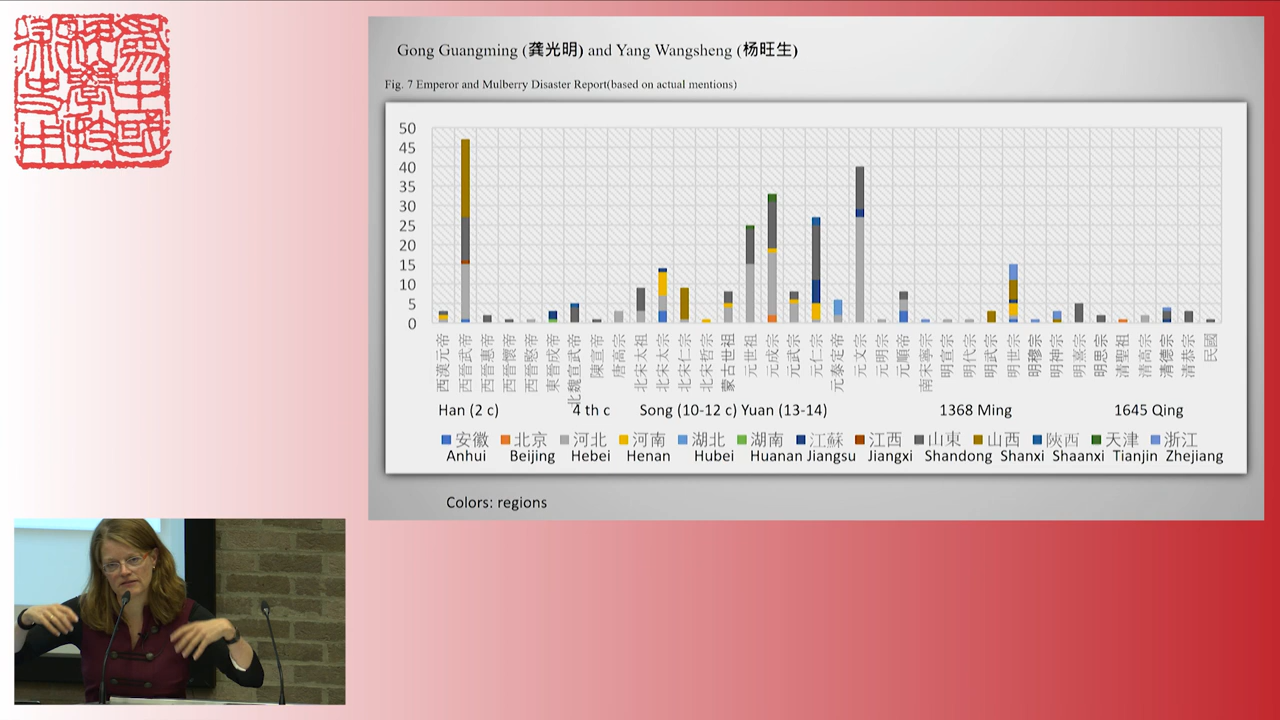 Gong Guangming (龚光明) and Yang Wangsheng (杨旺生)
Fig. 7 Emperor and Mulberry Disaster Report(based on actual mentions)
50
45
40
35
30
25
20
15
10
5
0
西漢元帝
西晉武帝
西晉惠帝
西晉懷帝
西晉愍帝
東晉成帝
北魏宣武帝
陳宣帝
唐高宗
北宋太祖
北宋太宗
北宋仁宗
北宋哲宗
蒙古世祖
元世祖
元成宗
元武宗
元仁宗
元泰定帝
元文宗
元明宗
元順帝
南宋寧宗
明宣宗
明代宗
明武宗
明世宗
明穆宗
明神宗
明熹宗
明思宗
清聖祖
清高宗
清德宗
清恭宗
民國
Han (2 c) 4 th c Song (10-12 c) Yuan (13-14) 1368 Ming 1645 Qing
安徽 北京 河北 河南 湖北 湖南 江蘇 江西 山東 山西 陝西 天津 浙江
Anhui Beijing Hebei Henan Hubei Huanan Jiangsu Jiangxi Shandong Shanxi Shaanxi Tianjin Zhejiang
Colors: regions